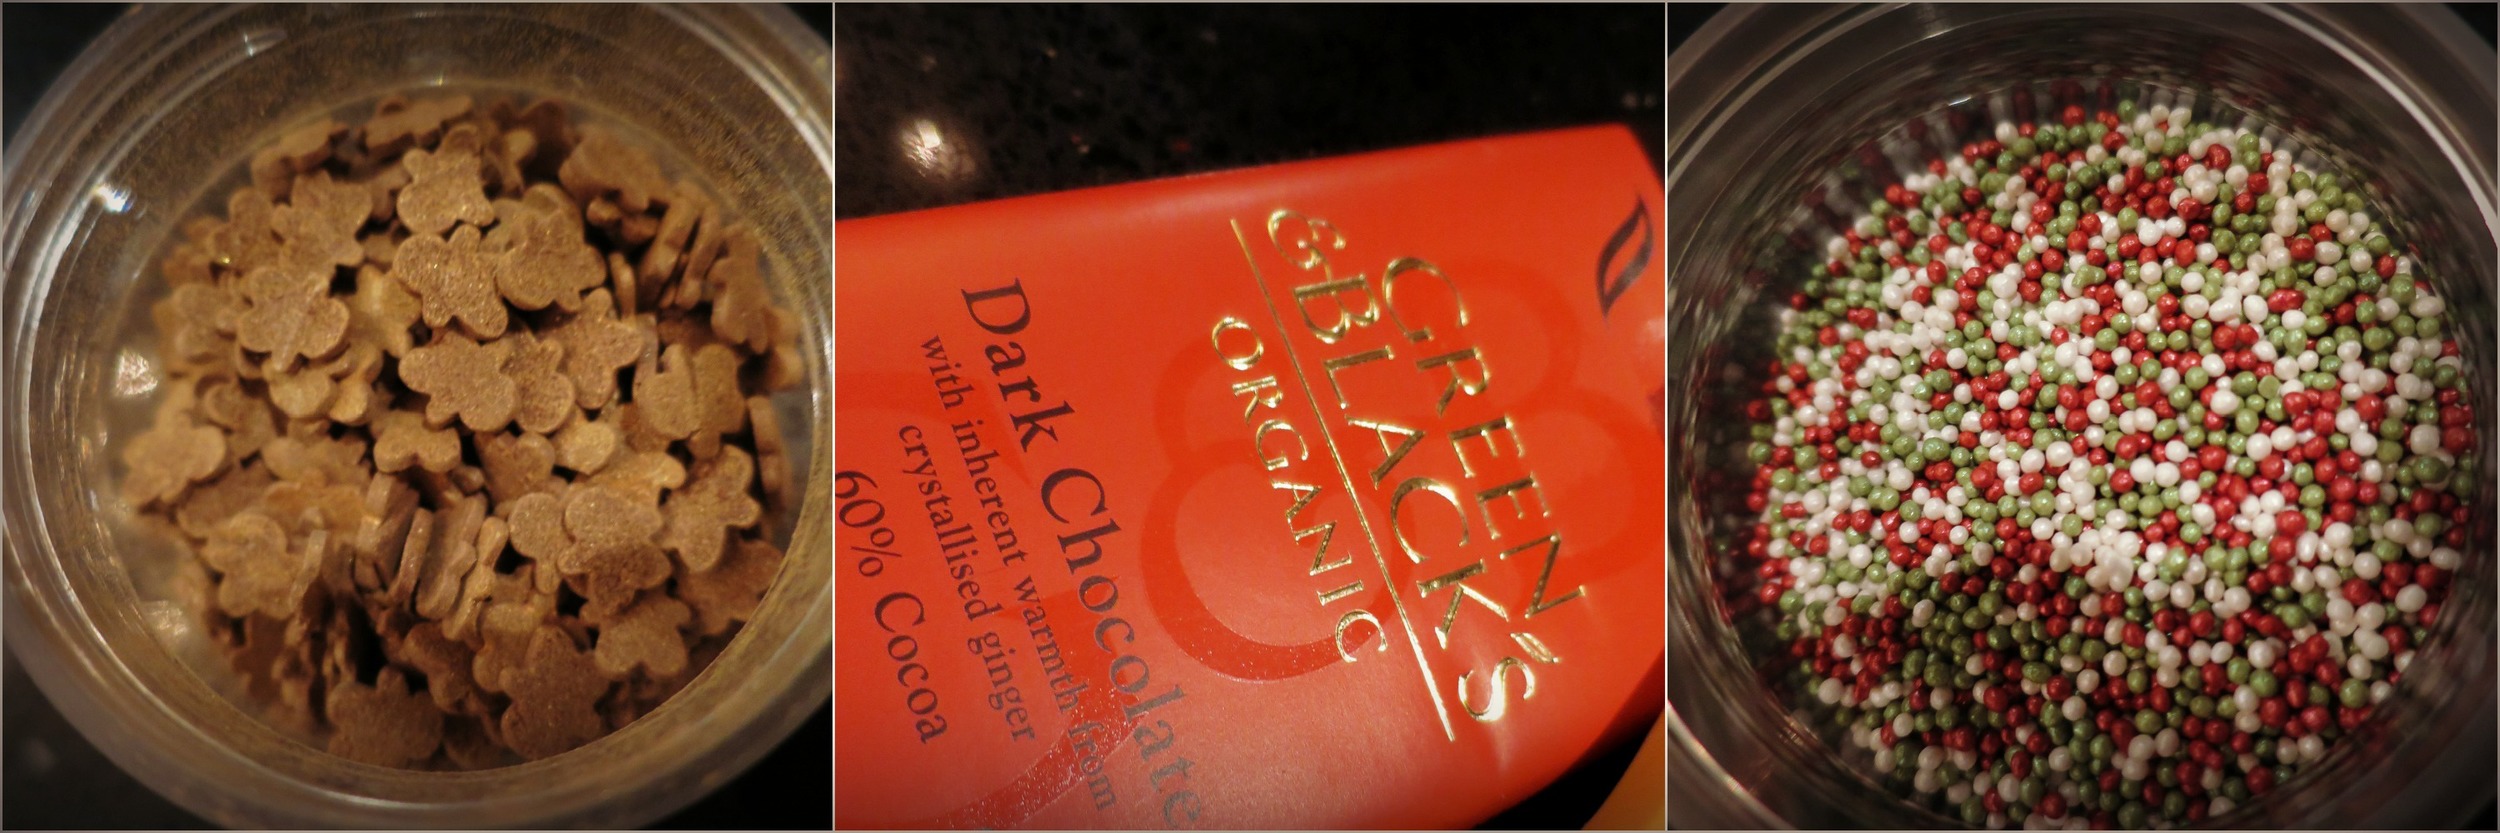 GREEN
&BLACK'S
ORGANIC
Dark Chocolate
with inherent warmth from
crystallised ginger
60% Cocoa